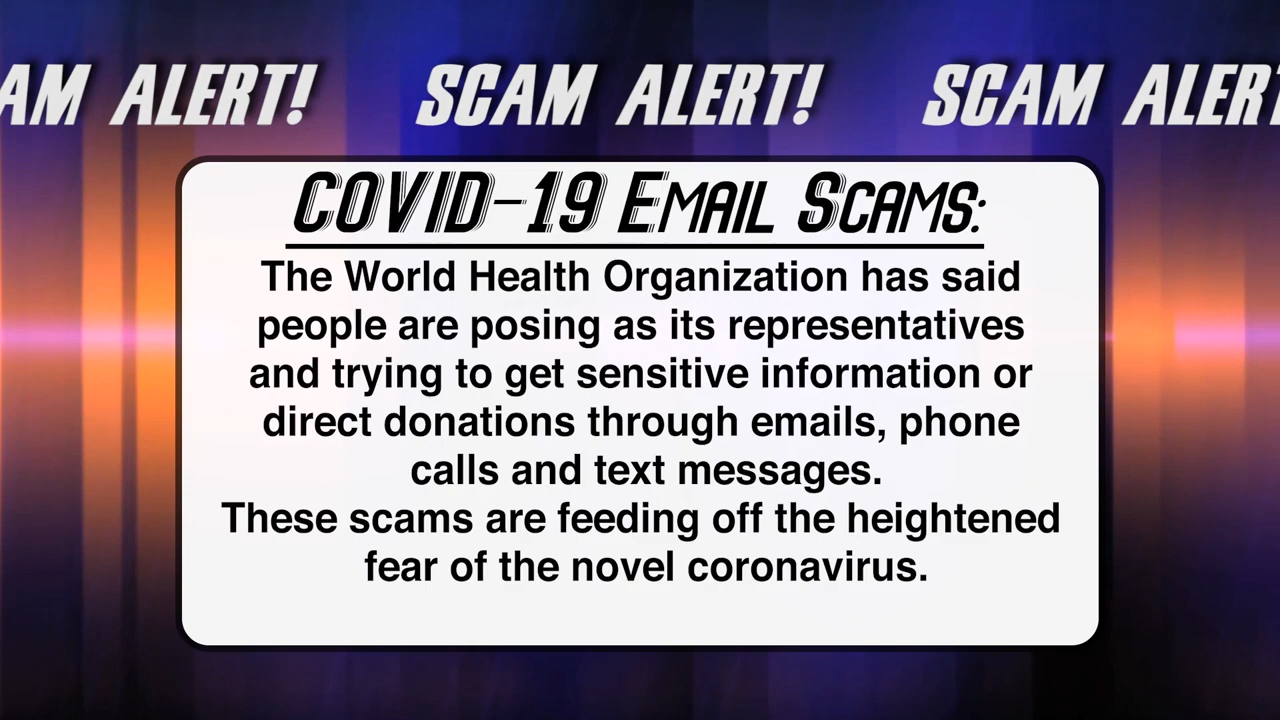 AM ALERT! SCAM ALERT! SCAM ALERT
COVID-19 EMAIL SCAMS:
The World Health Organization has said
people are posing as its representatives
and trying to get sensitive information or
direct donations through emails, phone
calls and text messages.
These scams are feeding off the heightened
fear of the novel coronavirus.